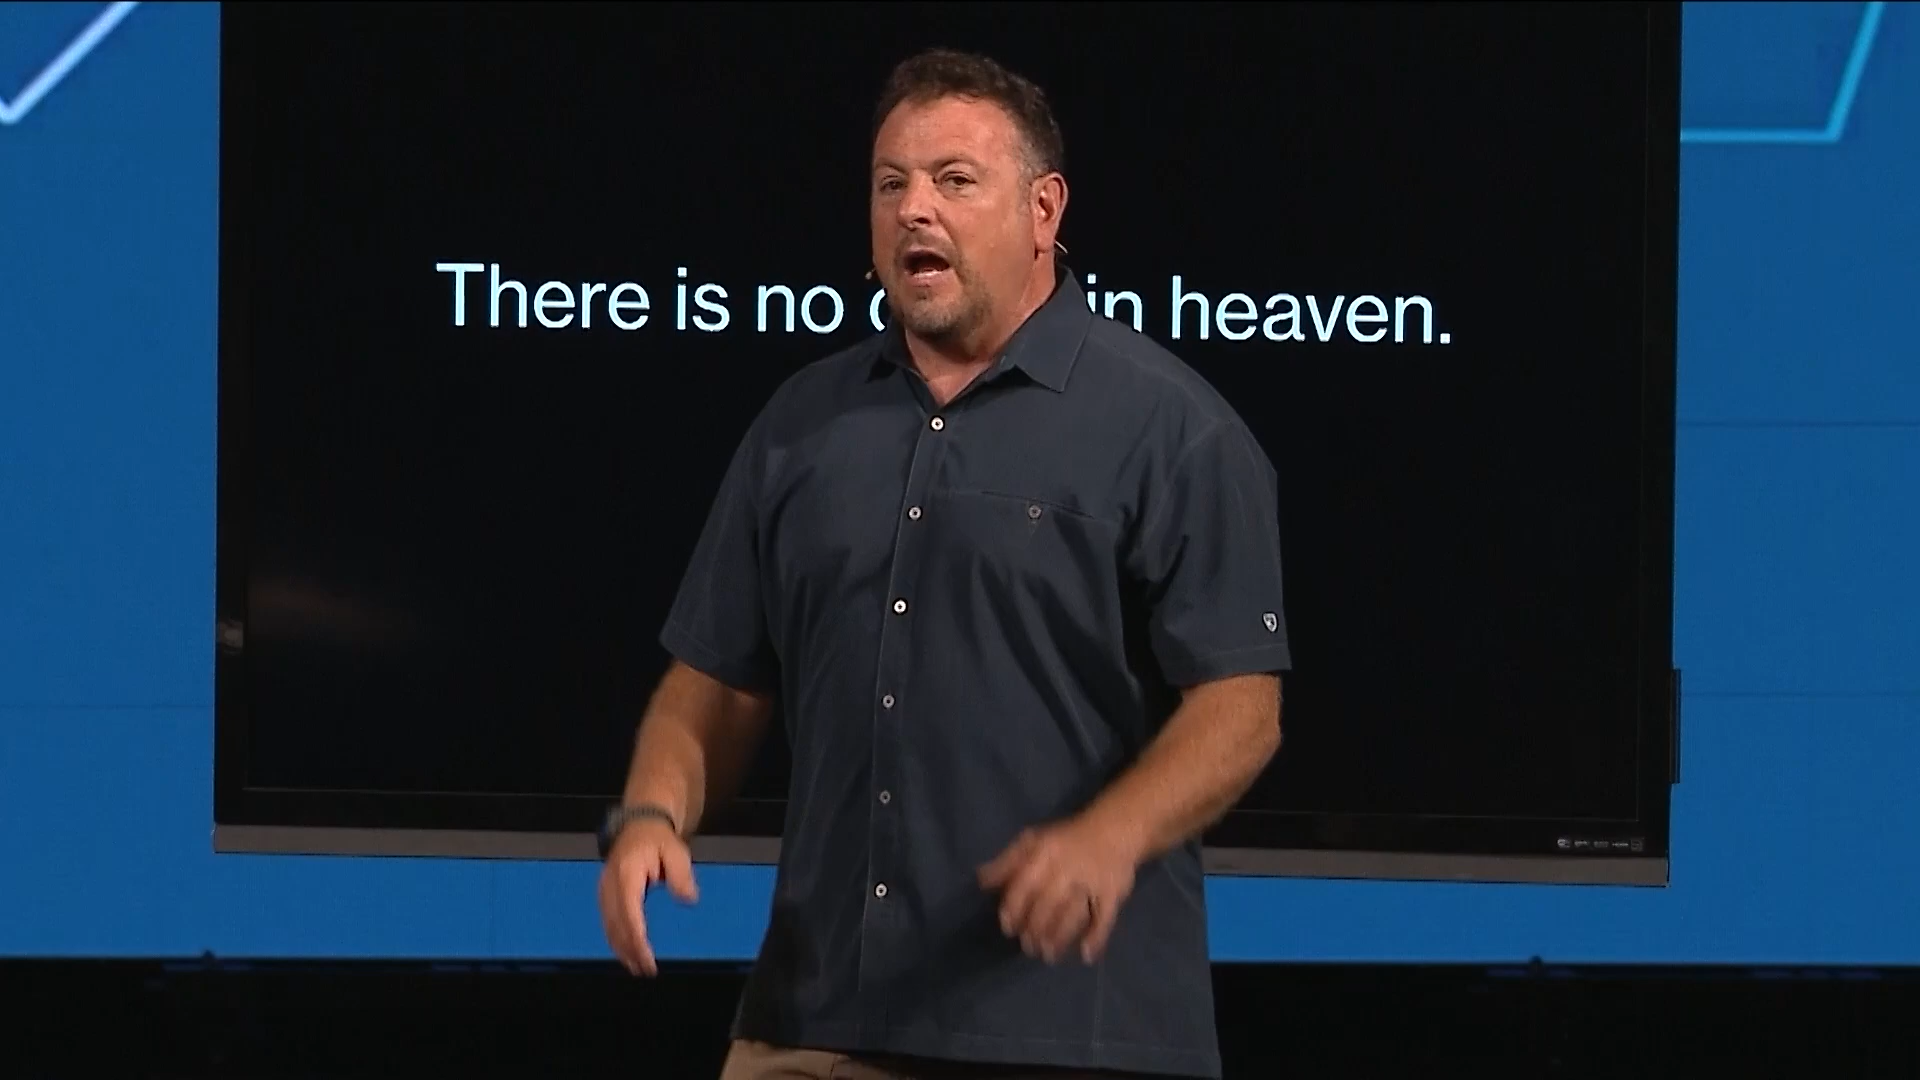 There is no in heaven.